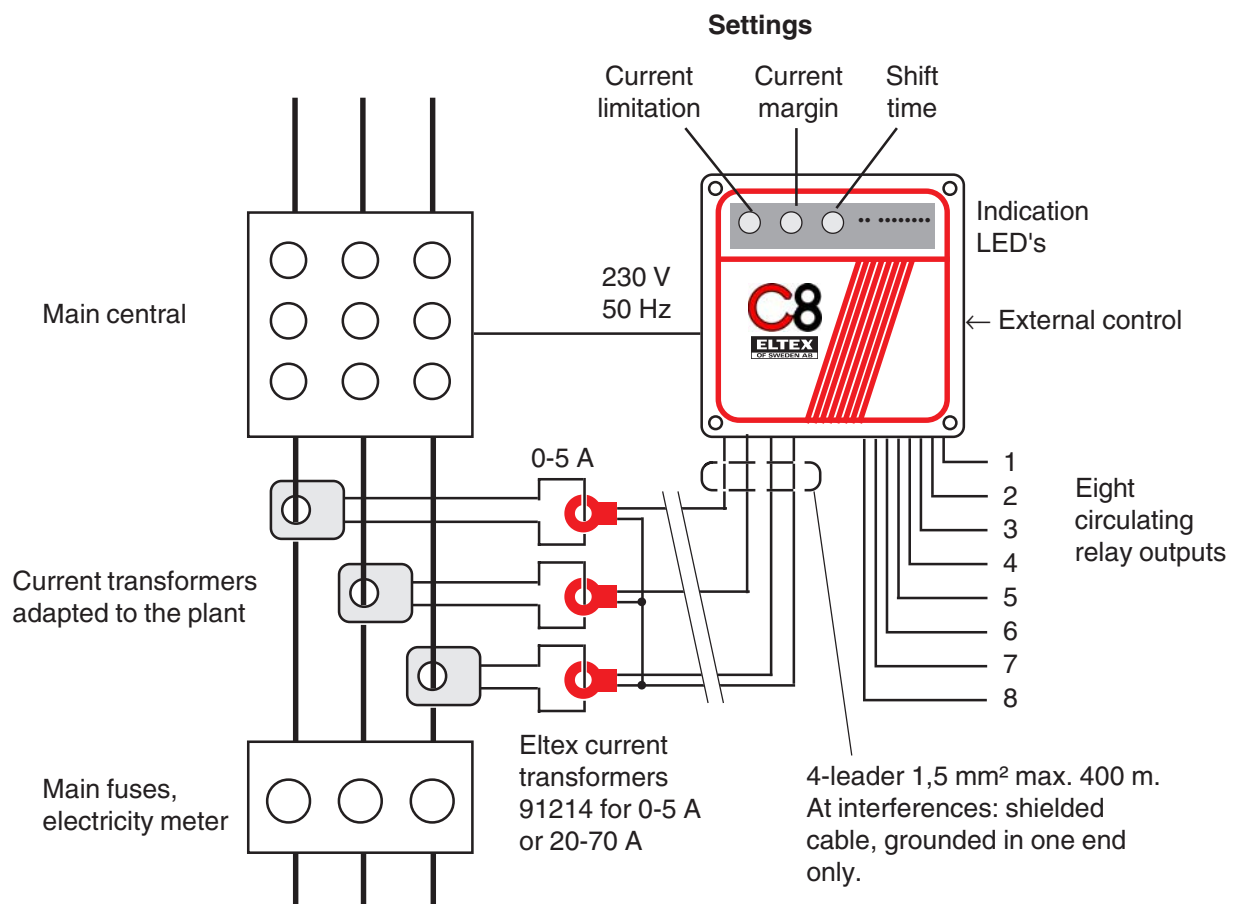 Settings
Current
limitation
Current
margin
Shift
time
Indication
LED's
230 V
50 Hz
Main central
C8
ELTEX
OF SWEDEN AB
← External control
0-5 A
1
2
3
4
5
6
7
8
Eight
circulating
relay outputs
Current transformers
adapted to the plant
Eltex current
transformers
91214 for 0-5 A
or 20-70 A
4-leader 1,5 mm² max. 400 m.
At interferences: shielded
cable, grounded in one end
only.
Main fuses,
electricity meter